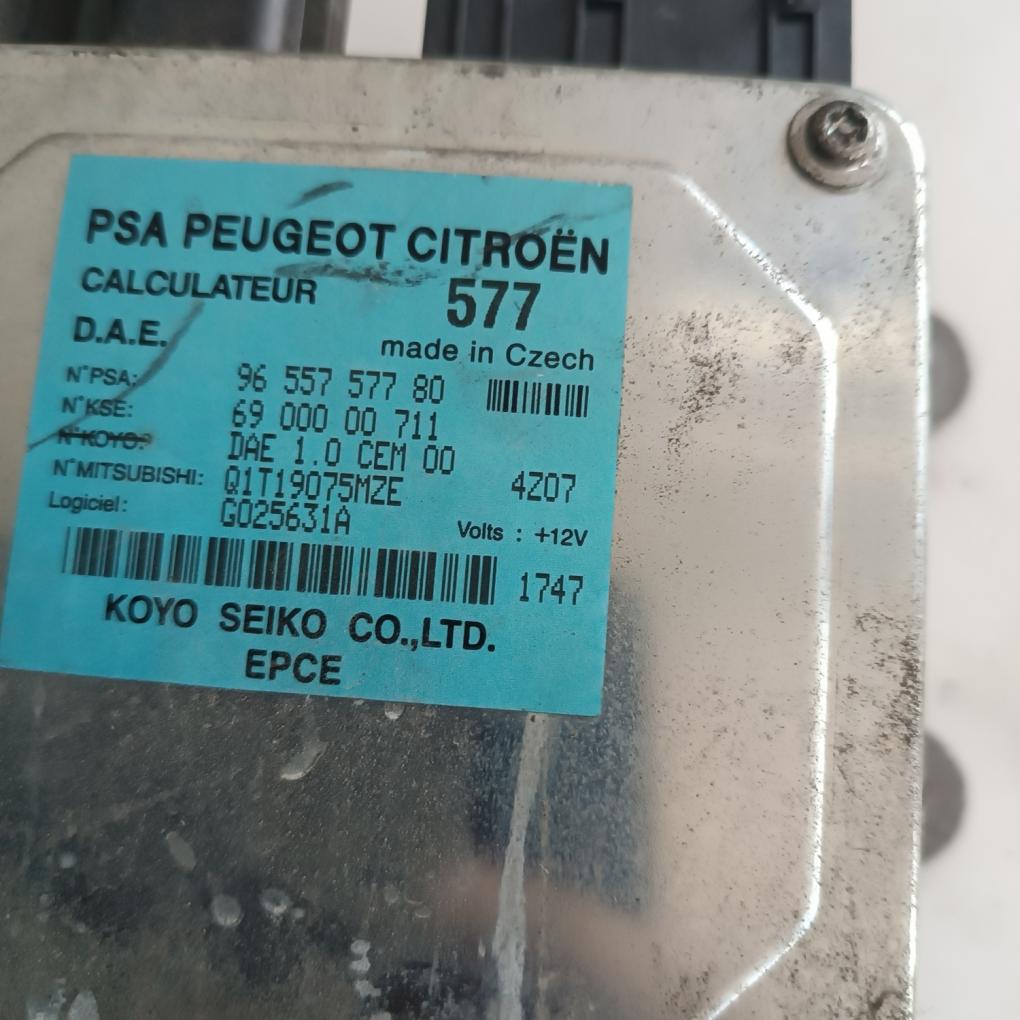 PSA PEUGEOT CITROËN
CALCULATEUR 577
D.A.E. made in Czech
N°PSA: 96 557 577 80
N°KSE: 69 000 00 711
N°KOYO: DAE 1.0 CEM 00
N°MITSUBISHI: Q1T19075MZE 4Z07
Logiciel: G025631A Volts : +12V
1747
KOYO SEIKO CO.,LTD.
EPCE